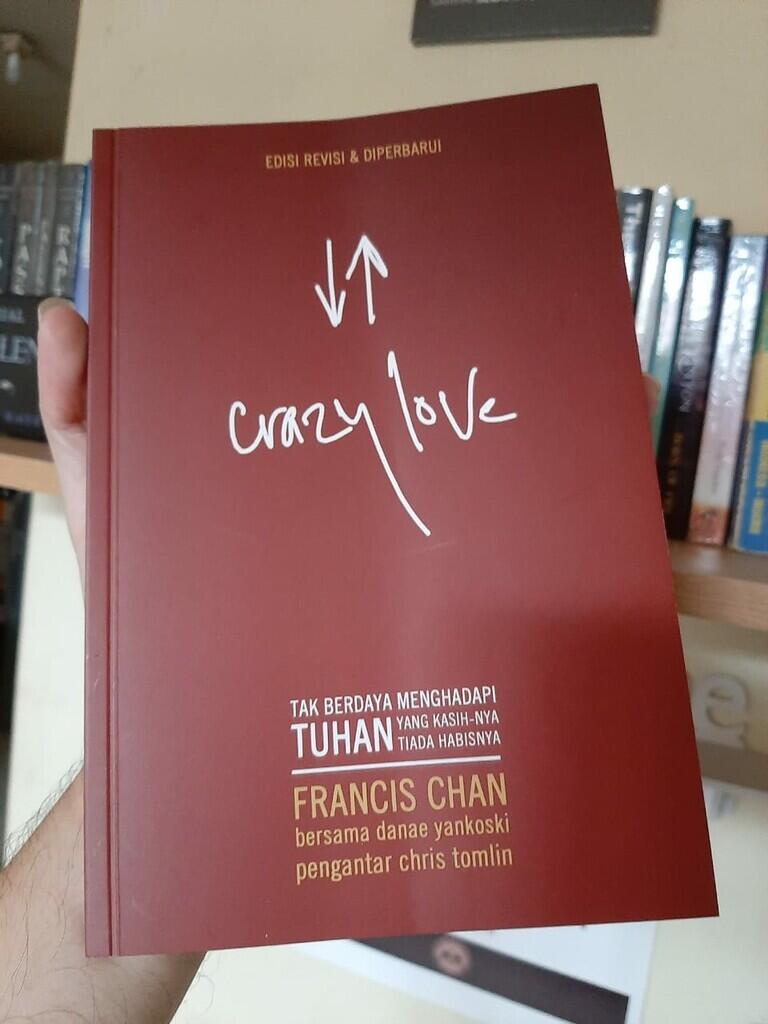 EDISI REVISI & DIPERBARUI
crazy love
TAK BERDAYA MENGHADAPI
TUHAN YANG KASIH-NYA
TIADA HABISNYA
FRANCIS CHAN
bersama danae yankoski
pengantar chris tomlin